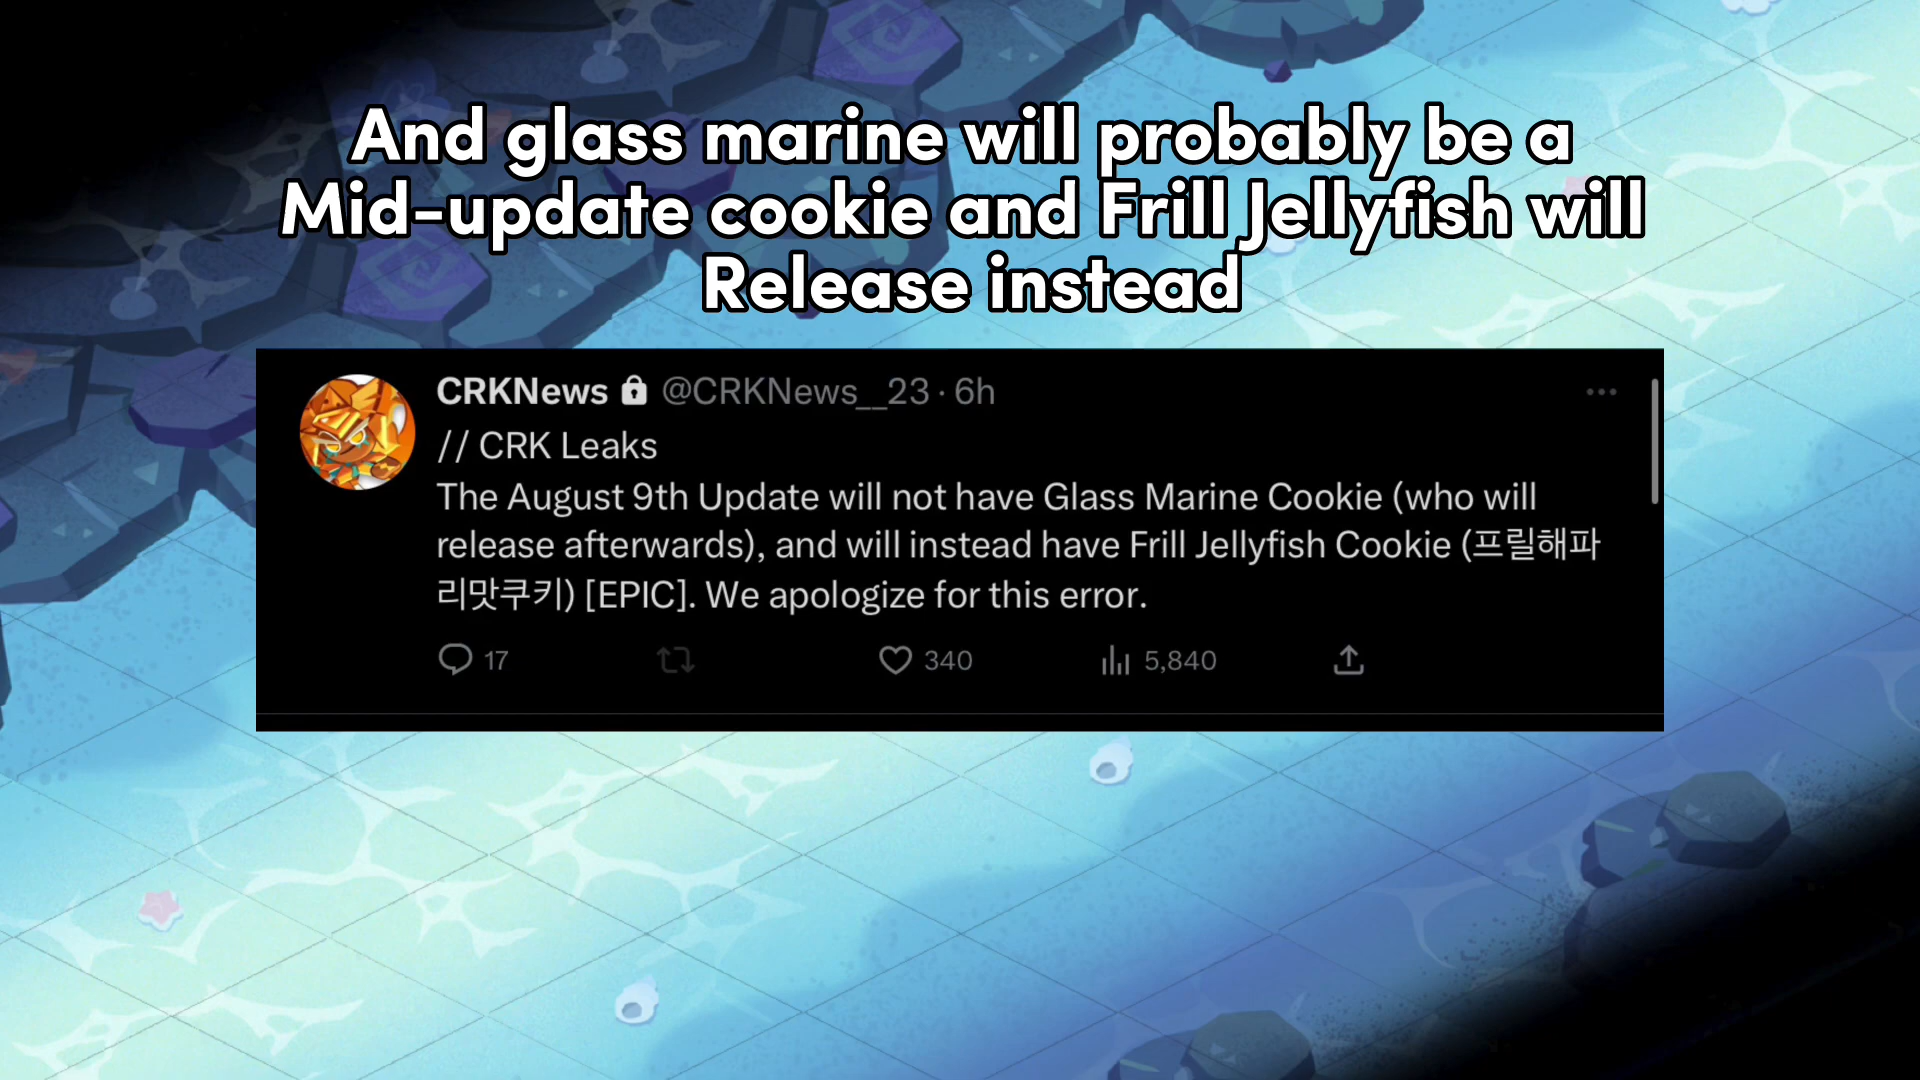 And glass marine will probably be a
Mid-update cookie and Frill Jellyfish will
Release instead
CRKNews @CRKNews__23 · 6h
// CRK Leaks
The August 9th Update will not have Glass Marine Cookie (who will
release afterwards), and will instead have Frill Jellyfish Cookie (프릴해파
리맛쿠키) [EPIC]. We apologize for this error.
17 340 5,840